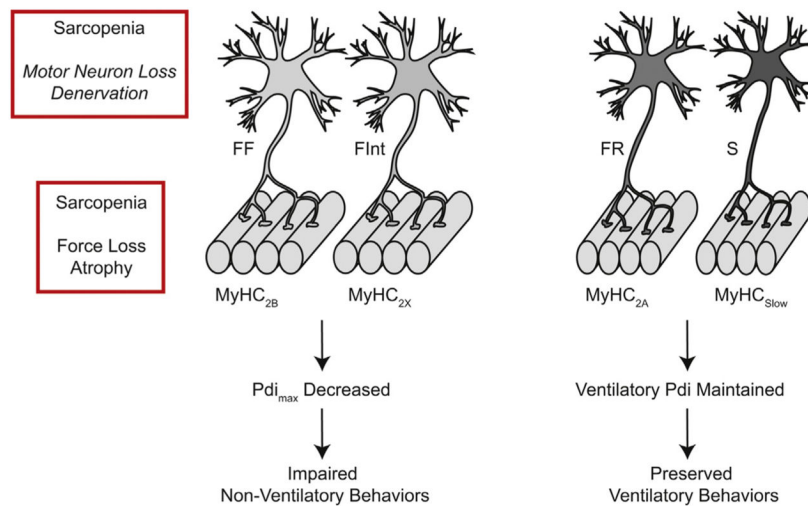 Sarcopenia
Motor Neuron Loss
Denervation
FF
FInt
FR
S
Sarcopenia
Force Loss
Atrophy
MyHC2B
MyHC2X
MyHC2A
MyHCSlow
Pdimax Decreased
Ventilatory Pdi Maintained
Impaired
Non-Ventilatory Behaviors
Preserved
Ventilatory Behaviors